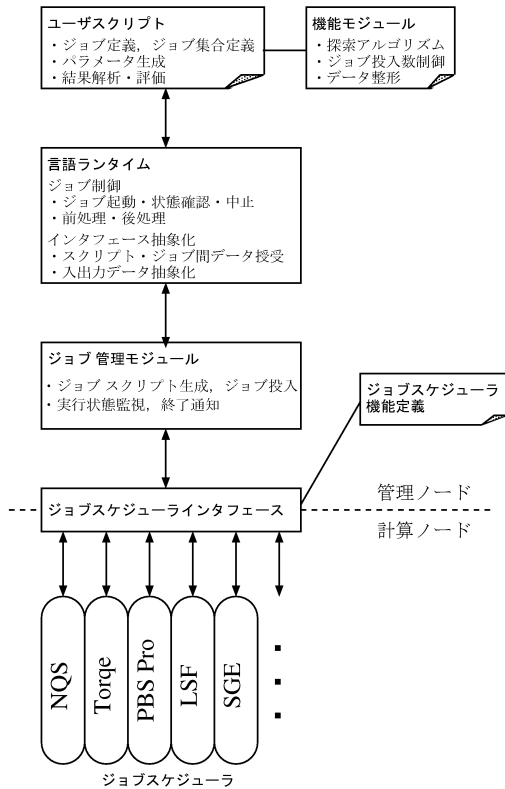 ユーザスクリプト
・ジョブ定義，ジョブ集合定義
・パラメータ生成
・結果解析・評価
機能モジュール
・探索アルゴリズム
・ジョブ投入数制御
・データ整形
言語ランタイム
ジョブ制御
・ジョブ起動・状態確認・中止
・前処理・後処理
インタフェース抽象化
・スクリプト・ジョブ間データ授受
・入出力データ抽象化
ジョブ管理モジュール
・ジョブ スクリプト生成，ジョブ投入
・実行状態監視，終了通知
ジョブスケジューラ
機能定義
管理ノード
ジョブスケジューラインタフェース
計算ノード
NQS
Torqe
PBS Pro
LSF
SGE
ジョブスケジューラ